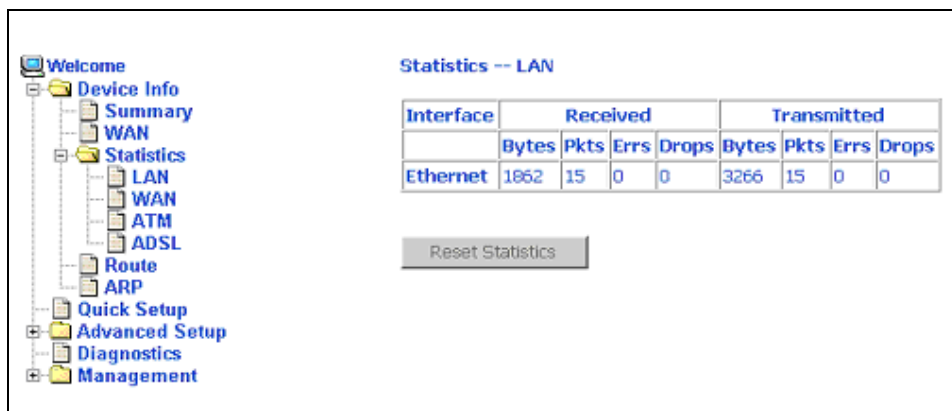 Welcome
Device Info
Summary
WAN
Statistics
LAN
WAN
ATM
ADSL
Route
ARP
Quick Setup
Advanced Setup
Diagnostics
Management
Statistics -- LAN
Interface Received Transmitted
Bytes Pkts Errs Drops Bytes Pkts Errs Drops
Ethernet 1862 15 0 0 3266 15 0 0
Reset Statistics